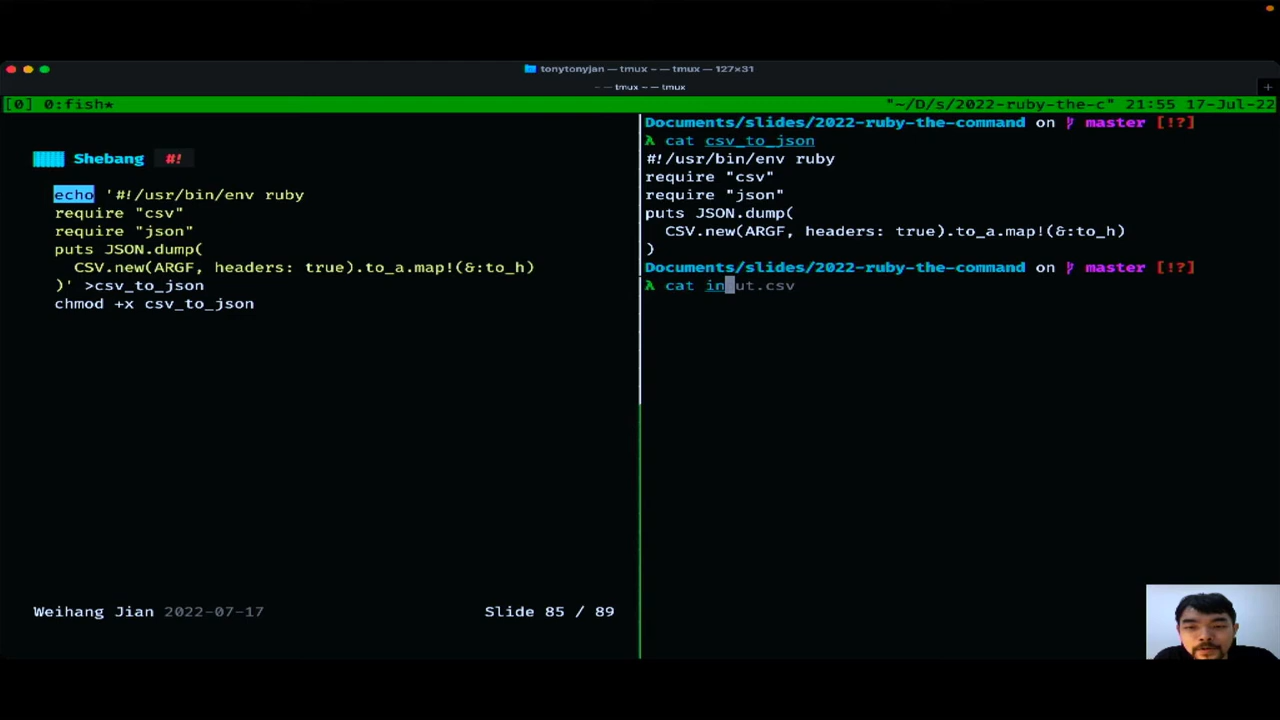 tonytonyjan — tmux ~ — tmux — 127×31
~ — tmux ~ — tmux
[0] 0:fish* "~/D/s/2022-ruby-the-c" 21:55 17-Jul-22
Shebang #!
echo '#!/usr/bin/env ruby
require "csv"
require "json"
puts JSON.dump(
CSV.new(ARGF, headers: true).to_a.map!(&:to_h)
)' >csv_to_json
chmod +x csv_to_json
Weihang Jian 2022-07-17 Slide 85 / 89
Documents/slides/2022-ruby-the-command on master [!?]
λ cat csv_to_json
#!/usr/bin/env ruby
require "csv"
require "json"
puts JSON.dump(
CSV.new(ARGF, headers: true).to_a.map!(&:to_h)
)
Documents/slides/2022-ruby-the-command on master [!?]
λ cat input.csv